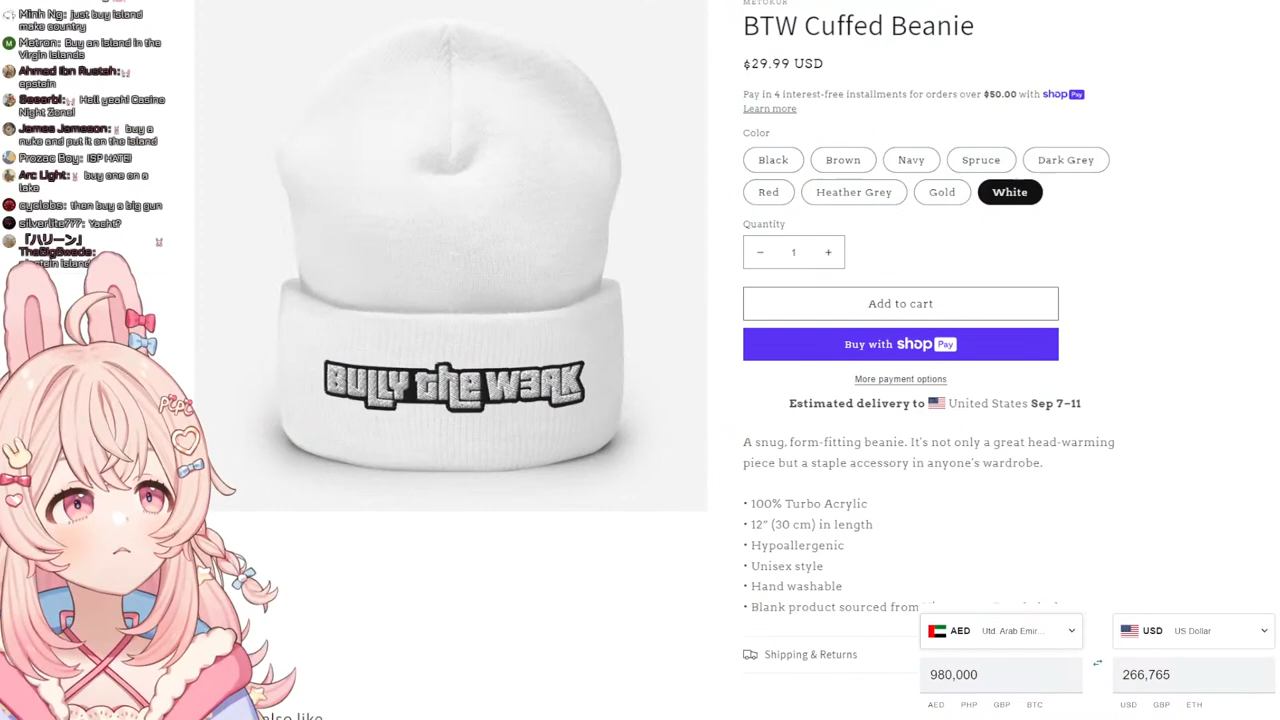 Minh Ng: just buy island
make country
Metron: Buy an island in the
Virgin islands
Ahmad Ibn Rustah:
epstein
Seeerbi: Hell yeah! Casino
Night Zone!
James Jameson: buy a
nuke and put it on the island
Prozac Boy: ISP HATE!
Arc Light: buy one on a
lake
cyclobs: then buy a big gun
silverlite777: Yacht?
「ハリーン」
TheBigSwede:
island
PiPi
BULLY the WEAK
METOKUR
BTW Cuffed Beanie
$29.99 USD
Pay in 4 interest-free installments for orders over $50.00 with shop Pay
Learn more
Color
Black
Brown
Navy
Spruce
Dark Grey
Red
Heather Grey
Gold
White
Quantity
− 1 +
Add to cart
Buy with shop Pay
More payment options
Estimated delivery to United States Sep 7–11
A snug, form-fitting beanie. It's not only a great head-warming
piece but a staple accessory in anyone's wardrobe.
• 100% Turbo Acrylic
• 12″ (30 cm) in length
• Hypoallergenic
• Unisex style
• Hand washable
• Blank product sourced from
Shipping & Returns
AED Utd. Arab Emir...
USD US Dollar
980,000
266,765
AED PHP GBP BTC
USD GBP ETH
also like